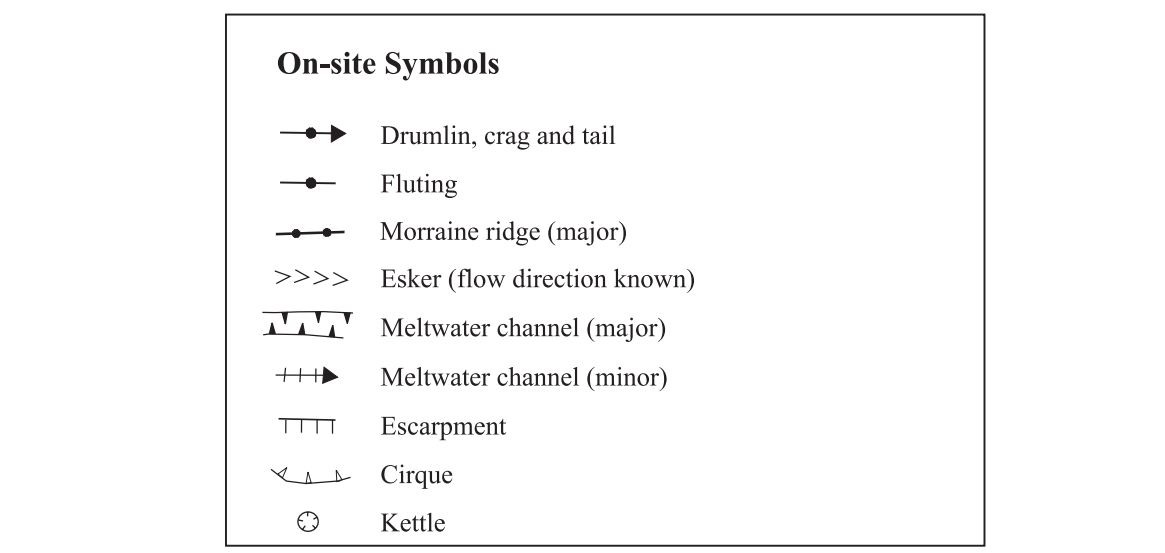 On-site Symbols
Drumlin, crag and tail
Fluting
Morraine ridge (major)
Esker (flow direction known)
Meltwater channel (major)
Meltwater channel (minor)
Escarpment
Cirque
Kettle